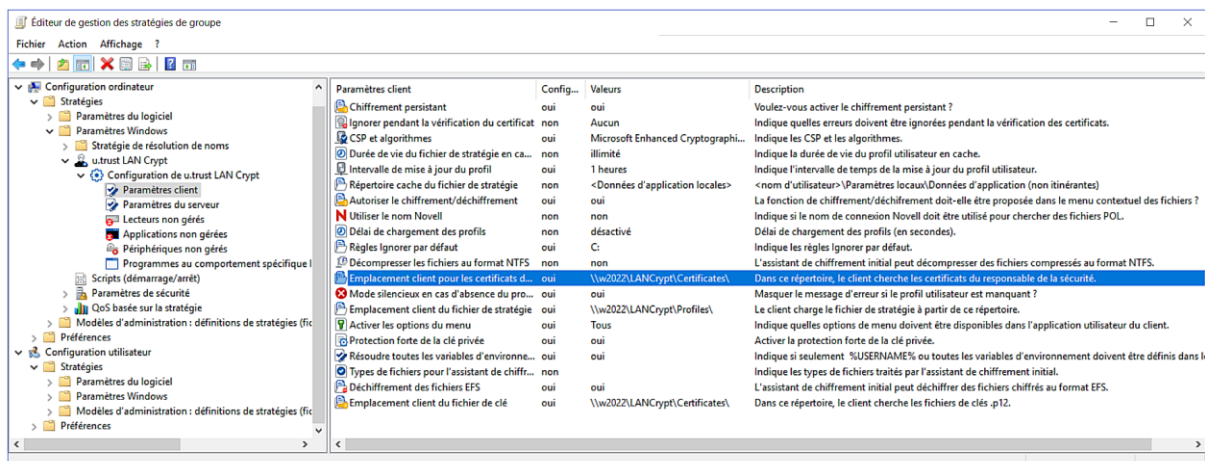 Éditeur de gestion des stratégies de groupe
Fichier Action Affichage ?
Configuration ordinateur
Stratégies
Paramètres du logiciel
Paramètres Windows
Stratégie de résolution de noms
u.trust LAN Crypt
Configuration de u.trust LAN Crypt
Paramètres client
Paramètres du serveur
Lecteurs non gérés
Applications non gérées
Périphériques non gérés
Programmes au comportement spécifique l
Scripts (démarrage/arrêt)
Paramètres de sécurité
QoS basée sur la stratégie
Modèles d'administration : définitions de stratégies (fic
Préférences
Configuration utilisateur
Stratégies
Paramètres du logiciel
Paramètres Windows
Modèles d'administration : définitions de stratégies (fic
Préférences
Paramètres client Config... Valeurs Description
Chiffrement persistant oui oui Voulez-vous activer le chiffrement persistant ?
Ignorer pendant la vérification du certificat non Aucun Indique quelles erreurs doivent être ignorées pendant la vérification des certificats.
CSP et algorithmes oui Microsoft Enhanced Cryptographi... Indique les CSP et les algorithmes.
Durée de vie du fichier de stratégie en ca... non illimité Indique la durée de vie du profil utilisateur en cache.
Intervalle de mise à jour du profil oui 1 heures Indique l'intervalle de temps de la mise à jour du profil utilisateur.
Répertoire cache du fichier de stratégie non <Données d'application locales> <nom d'utilisateur>\Paramètres locaux\Données d'application (non itinérantes)
Autoriser le chiffrement/déchiffrement oui oui La fonction de chiffrement/déchifrement doit-elle être proposée dans le menu contextuel des fichiers ?
Utiliser le nom Novell non non Indique si le nom de connexion Novell doit être utilisé pour chercher des fichiers POL.
Délai de chargement des profils non désactivé Délai de chargement des profils (en secondes).
Règles Ignorer par défaut oui C: Indique les règles Ignorer par défaut.
Décompresser les fichiers au format NTFS non non L'assistant de chiffrement initial peut décompresser des fichiers compressés au format NTFS.
Emplacement client pour les certificats d... oui \\w2022\LANCrypt\Certificates\ Dans ce répertoire, le client cherche les certificats du responsable de la sécurité.
Mode silencieux en cas d'absence du pro... oui oui Masquer le message d'erreur si le profil utilisateur est manquant ?
Emplacement client du fichier de stratégie oui \\w2022\LANCrypt\Profiles\ Le client charge le fichier de stratégie à partir de ce répertoire.
Activer les options du menu oui Tous Indique quelles options de menu doivent être disponibles dans l'application utilisateur du client.
Protection forte de la clé privée oui oui Activer la protection forte de la clé privée.
Résoudre toutes les variables d'environne... oui oui Indique si seulement %USERNAME% ou toutes les variables d'environnement doivent être définis dans l
Types de fichiers pour l'assistant de chiffr... non Indique les types de fichiers traités par l'assistant de chiffrement initial.
Déchiffrement des fichiers EFS oui oui L'assistant de chiffrement initial peut déchiffrer des fichiers chiffrés au format EFS.
Emplacement client du fichier de clé oui \\w2022\LANCrypt\Certificates\ Dans ce répertoire, le client cherche les fichiers de clés .p12.